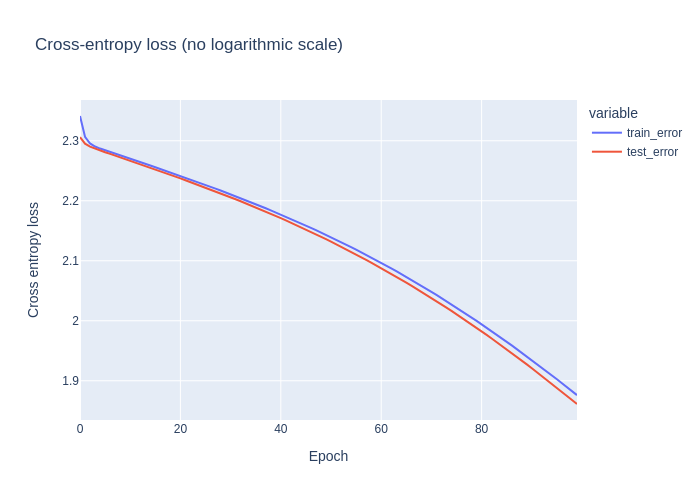 Cross-entropy loss (no logarithmic scale)
variable
train_error
test_error
Cross entropy loss
2.3
2.2
2.1
2
1.9
0
20
40
60
80
Epoch